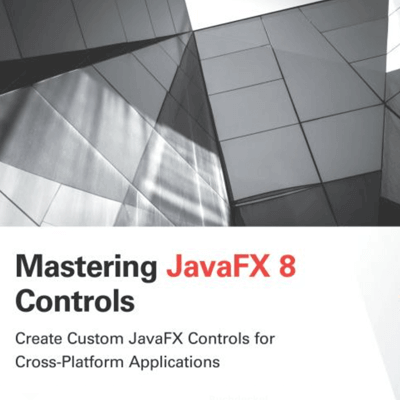 Mastering JavaFX 8
Controls
Create Custom JavaFX Controls for
Cross-Platform Applications